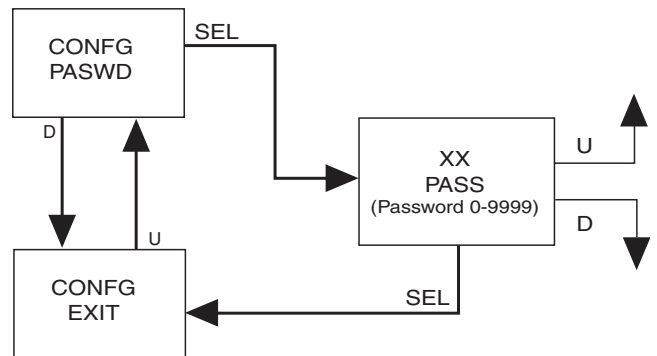 CONFG
PASWD
SEL
D
U
CONFG
EXIT
XX
PASS
(Password 0-9999)
U
D
SEL